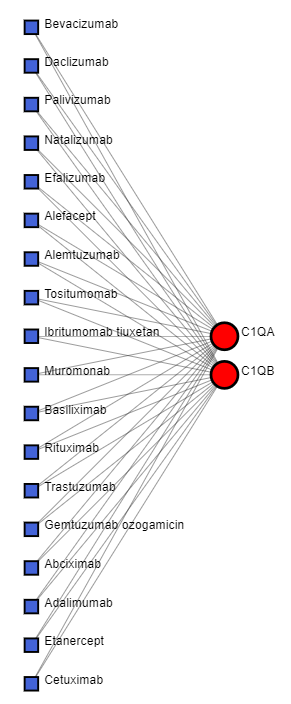 Bevacizumab
Daclizumab
Palivizumab
Natalizumab
Efalizumab
Alefacept
Alemtuzumab
Tositumomab
C1QA
Ibritumomab tiuxetan
C1QB
Muromonab
Basiliximab
Rituximab
Trastuzumab
Gemtuzumab ozogamicin
Abciximab
Adalimumab
Etanercept
Cetuximab